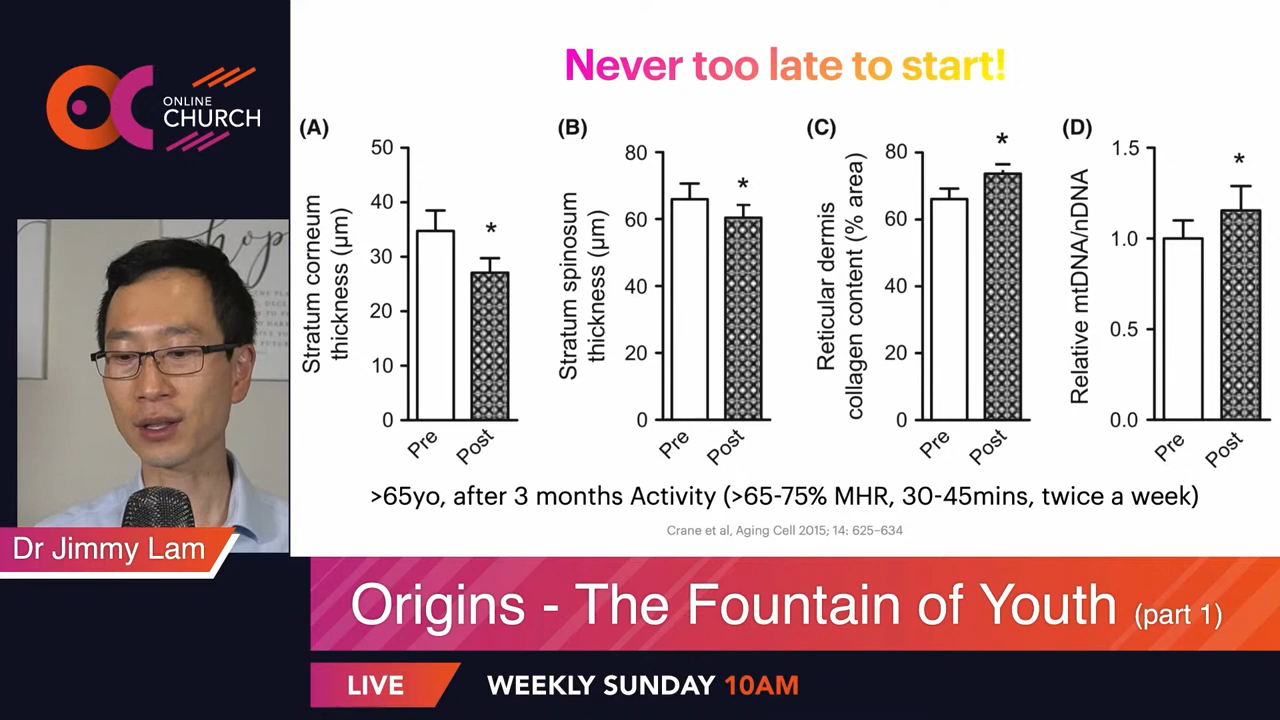 OC
ONLINE
CHURCH
hop
Dr Jimmy Lam
Never too late to start!
(A)
Stratum corneum
thickness (μm)
50
40
30
20
10
0
*
Pre
Post
(B)
Stratum spinosum
thickness (μm)
80
60
40
20
0
*
Pre
Post
(C)
Reticular dermis
collagen content (% area)
80
60
40
20
0
*
Pre
Post
(D)
Relative mtDNA/nDNA
1.5
1.0
0.5
0.0
*
Pre
Post
>65yo, after 3 months Activity (>65-75% MHR, 30-45mins, twice a week)
Crane et al, Aging Cell 2015; 14: 625–634
Origins - The Fountain of Youth (part 1)
LIVE
WEEKLY SUNDAY 10AM